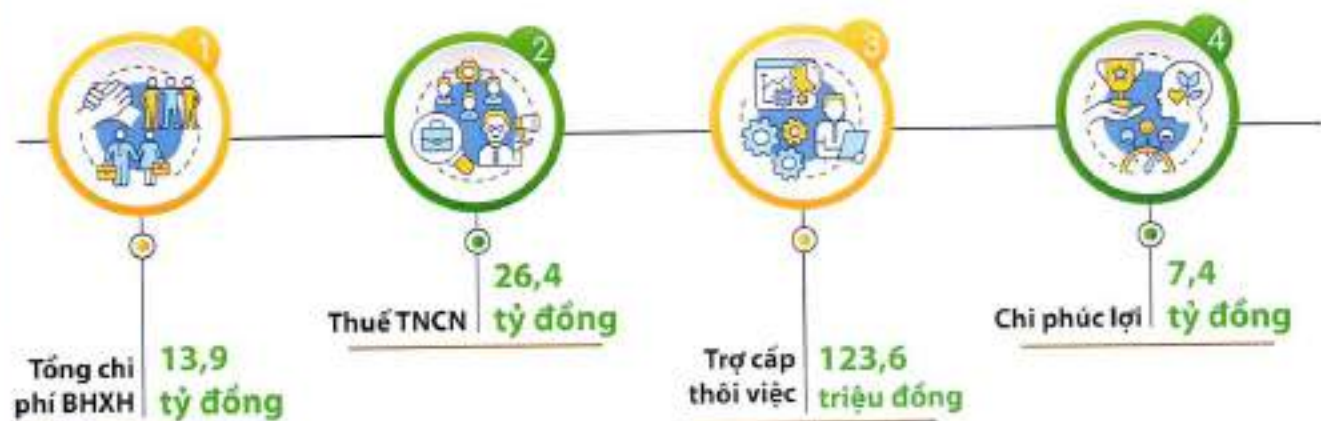 1
2
3
4
Tổng chi
phí BHXH
13,9
tỷ đồng
Thuế TNCN
26,4
tỷ đồng
Trợ cấp
thôi việc
123,6
triệu đồng
Chi phúc lợi
7,4
tỷ đồng